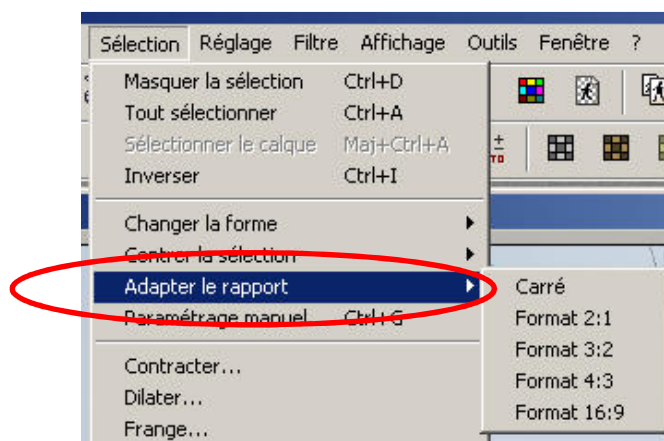 Sélection Réglage Filtre Affichage Outils Fenêtre ?
Masquer la sélection Ctrl+D
Tout sélectionner Ctrl+A
Sélectionner le calque Maj+Ctrl+A
Inverser Ctrl+I
Changer la forme
Contrer la sélection
Adapter le rapport
Paramétrage manuel Ctrl+G
Contracter...
Dilater...
Frange...
Carré
Format 2:1
Format 3:2
Format 4:3
Format 16:9